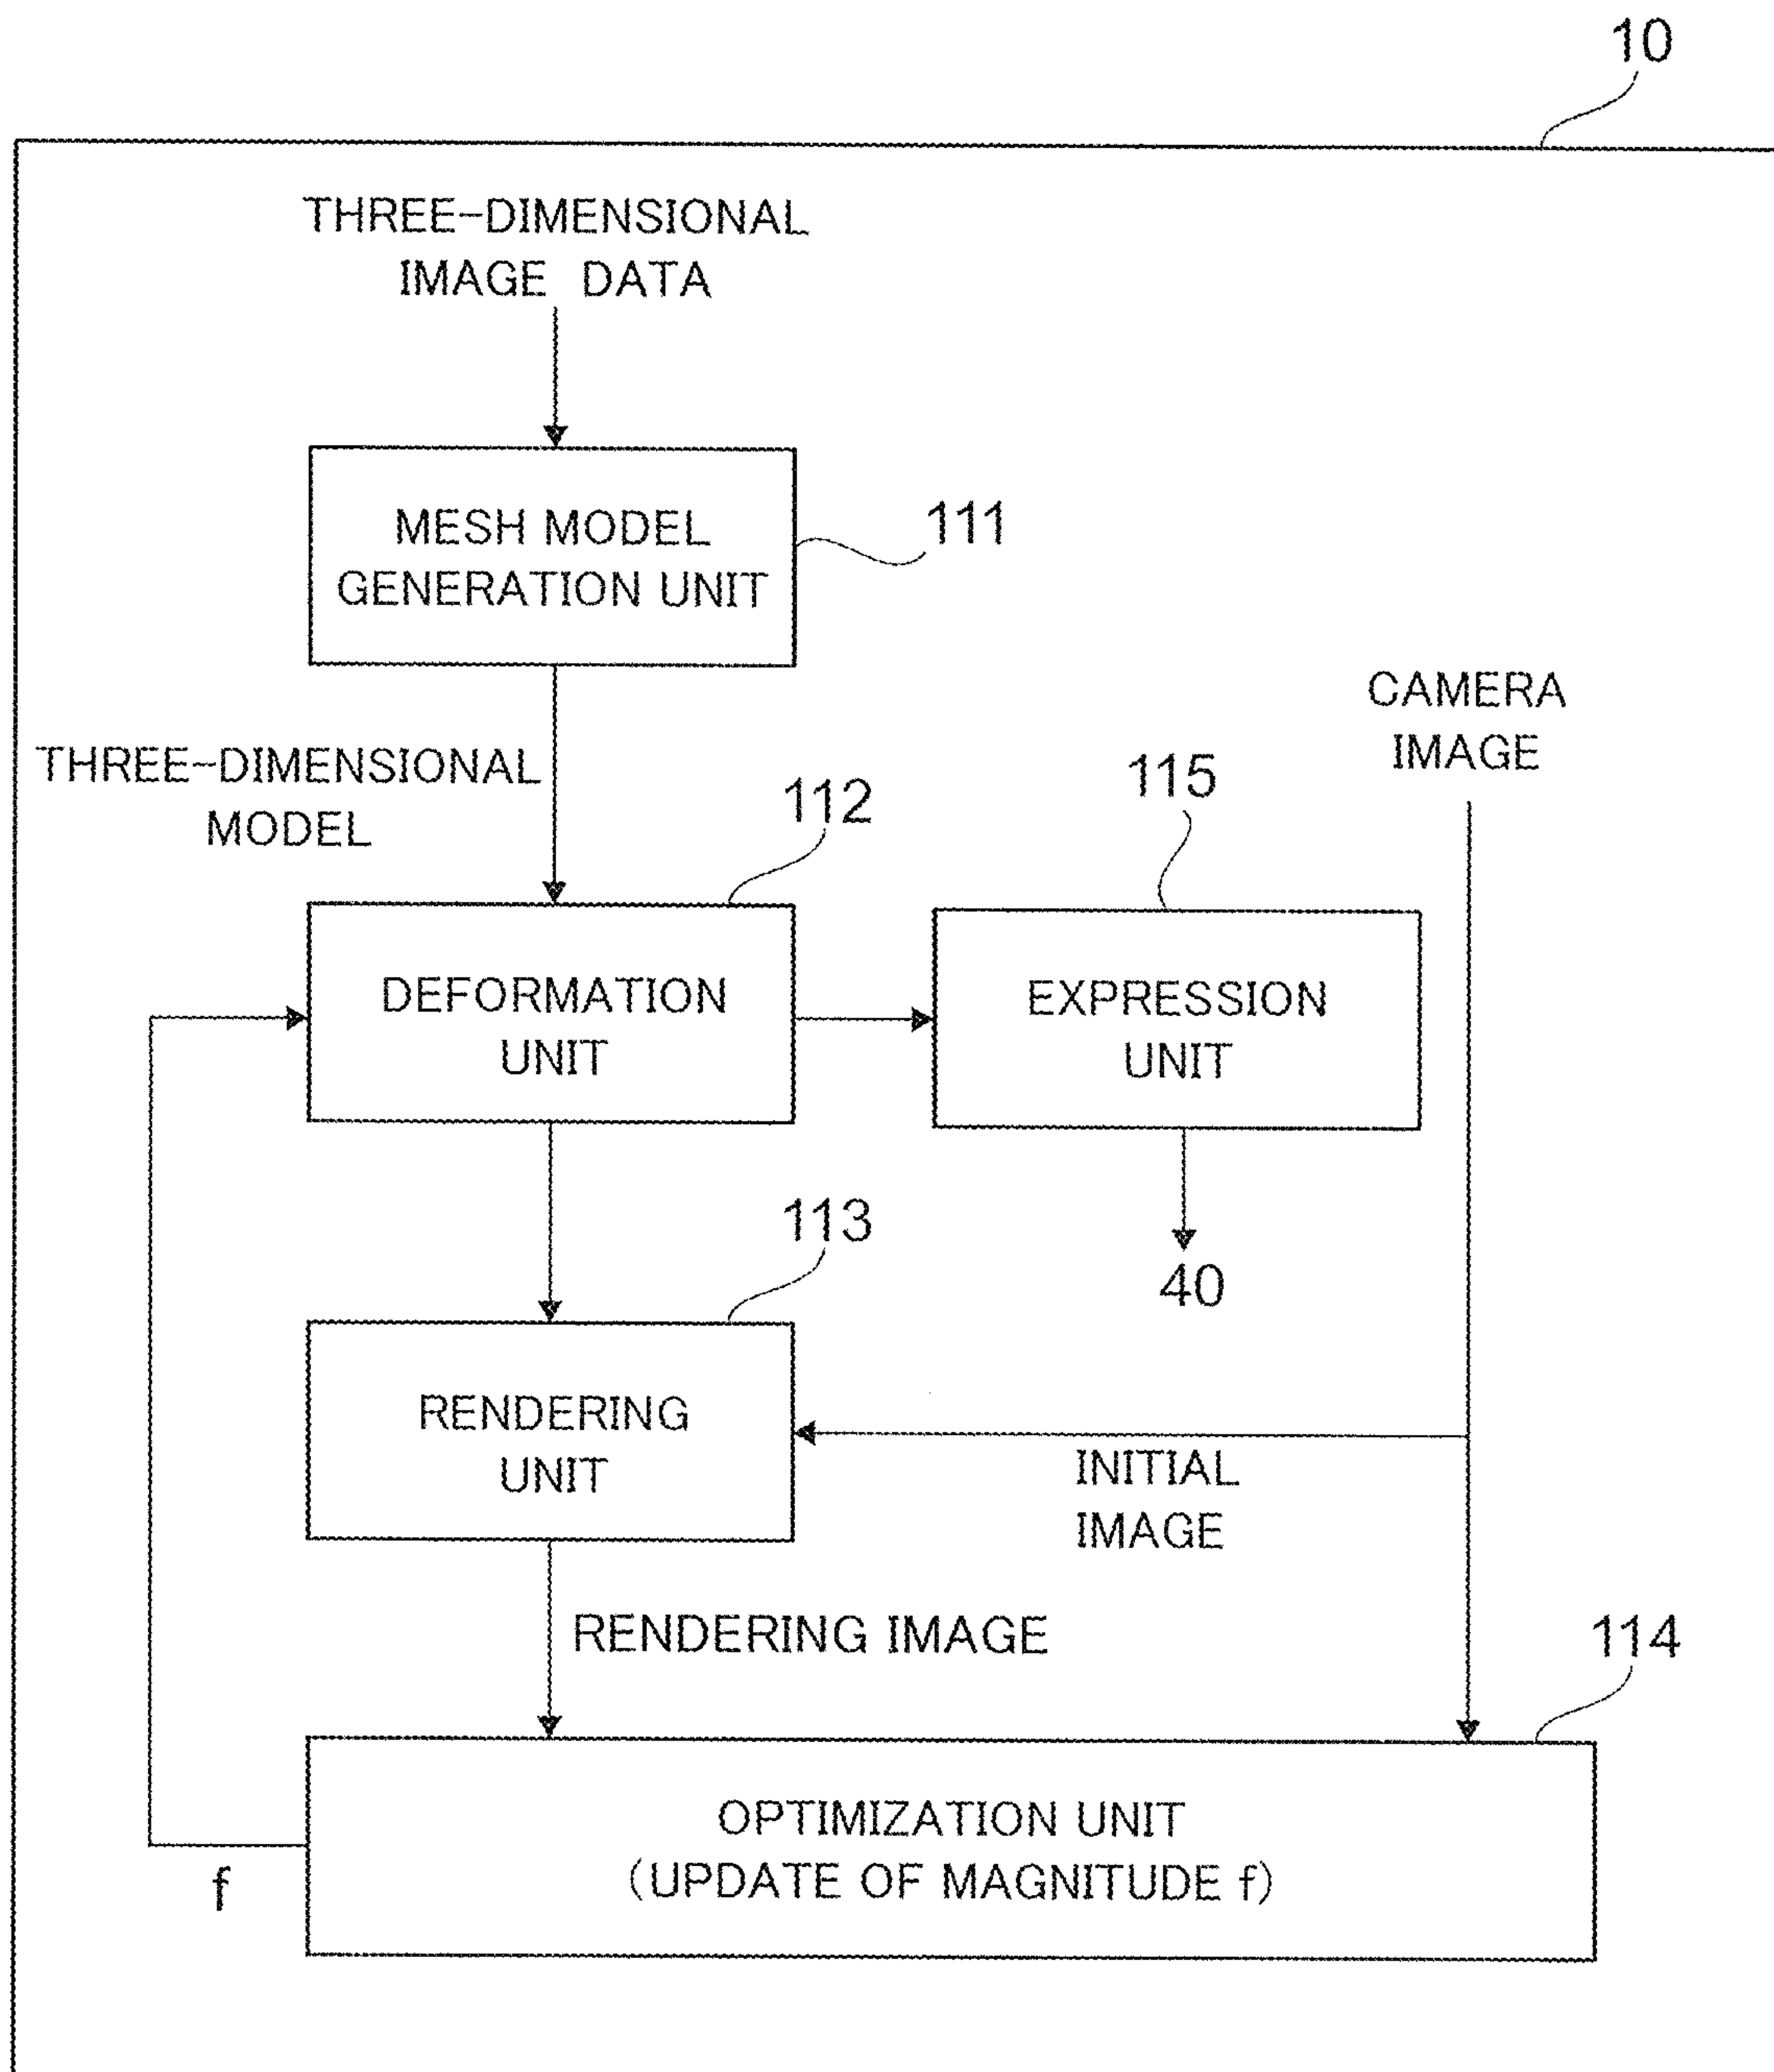 10
THREE-DIMENSIONAL
IMAGE DATA
MESH MODEL
GENERATION UNIT
111
CAMERA
IMAGE
THREE-DIMENSIONAL
MODEL
112
115
DEFORMATION
UNIT
EXPRESSION
UNIT
113
40
RENDERING
UNIT
INITIAL
IMAGE
RENDERING IMAGE
114
OPTIMIZATION UNIT
(UPDATE OF MAGNITUDE f)
f